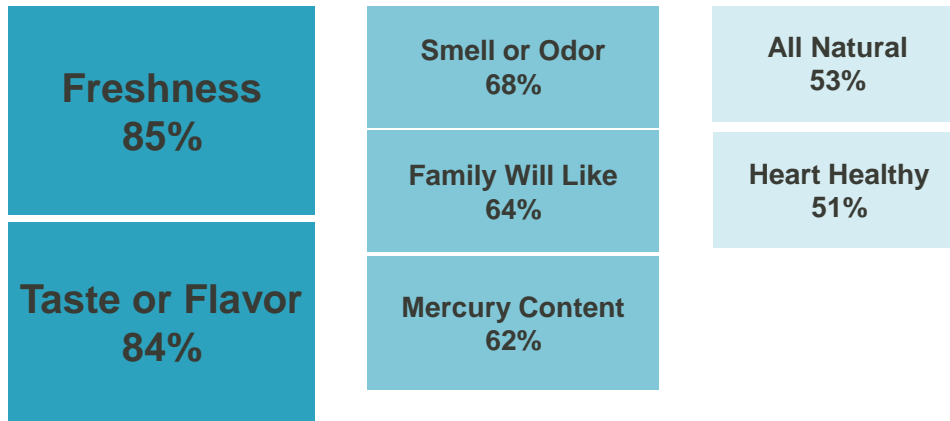 Freshness
85%
Taste or Flavor
84%
Smell or Odor
68%
Family Will Like
64%
Mercury Content
62%
All Natural
53%
Heart Healthy
51%